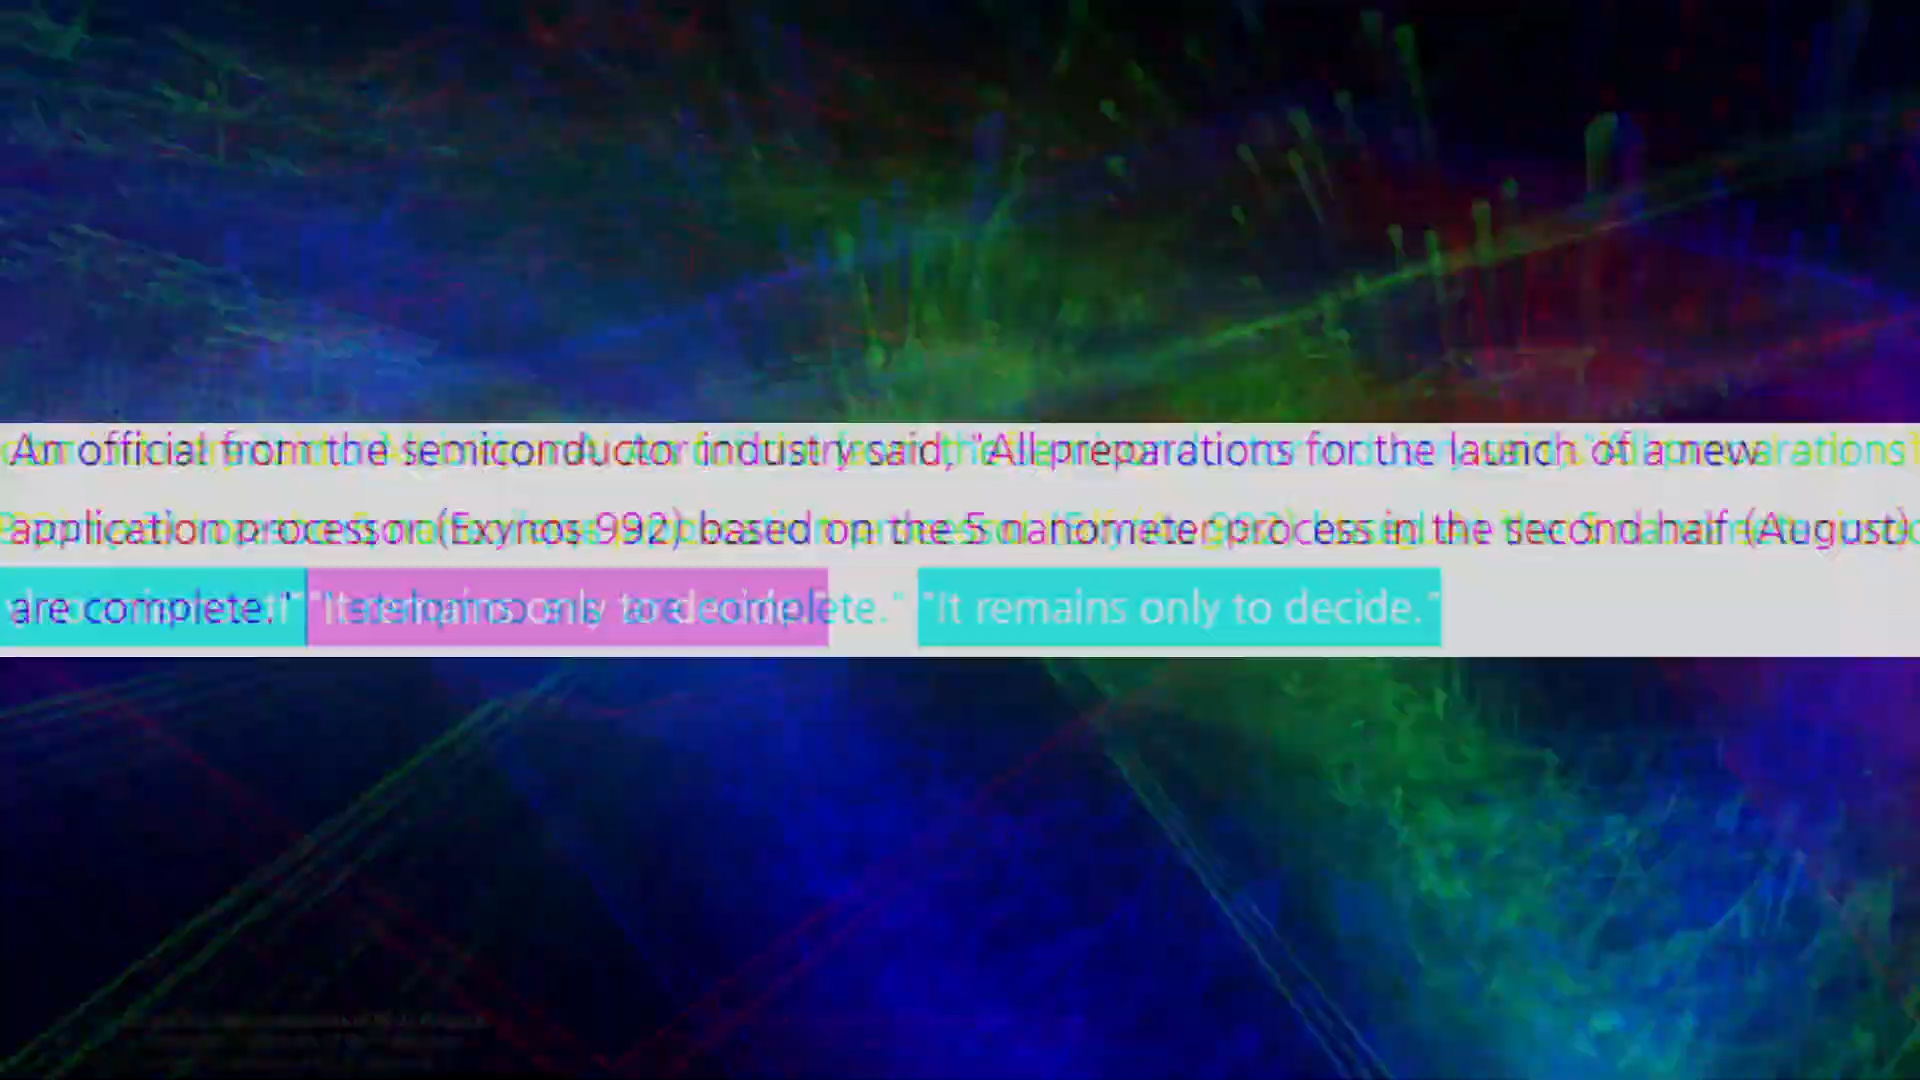 An official from the semiconductor industry said, "All preparations for the launch of a new
application processor (Exynos 992) based on the 5 nanometer process in the second half (August)
are complete." "It remains only to decide."